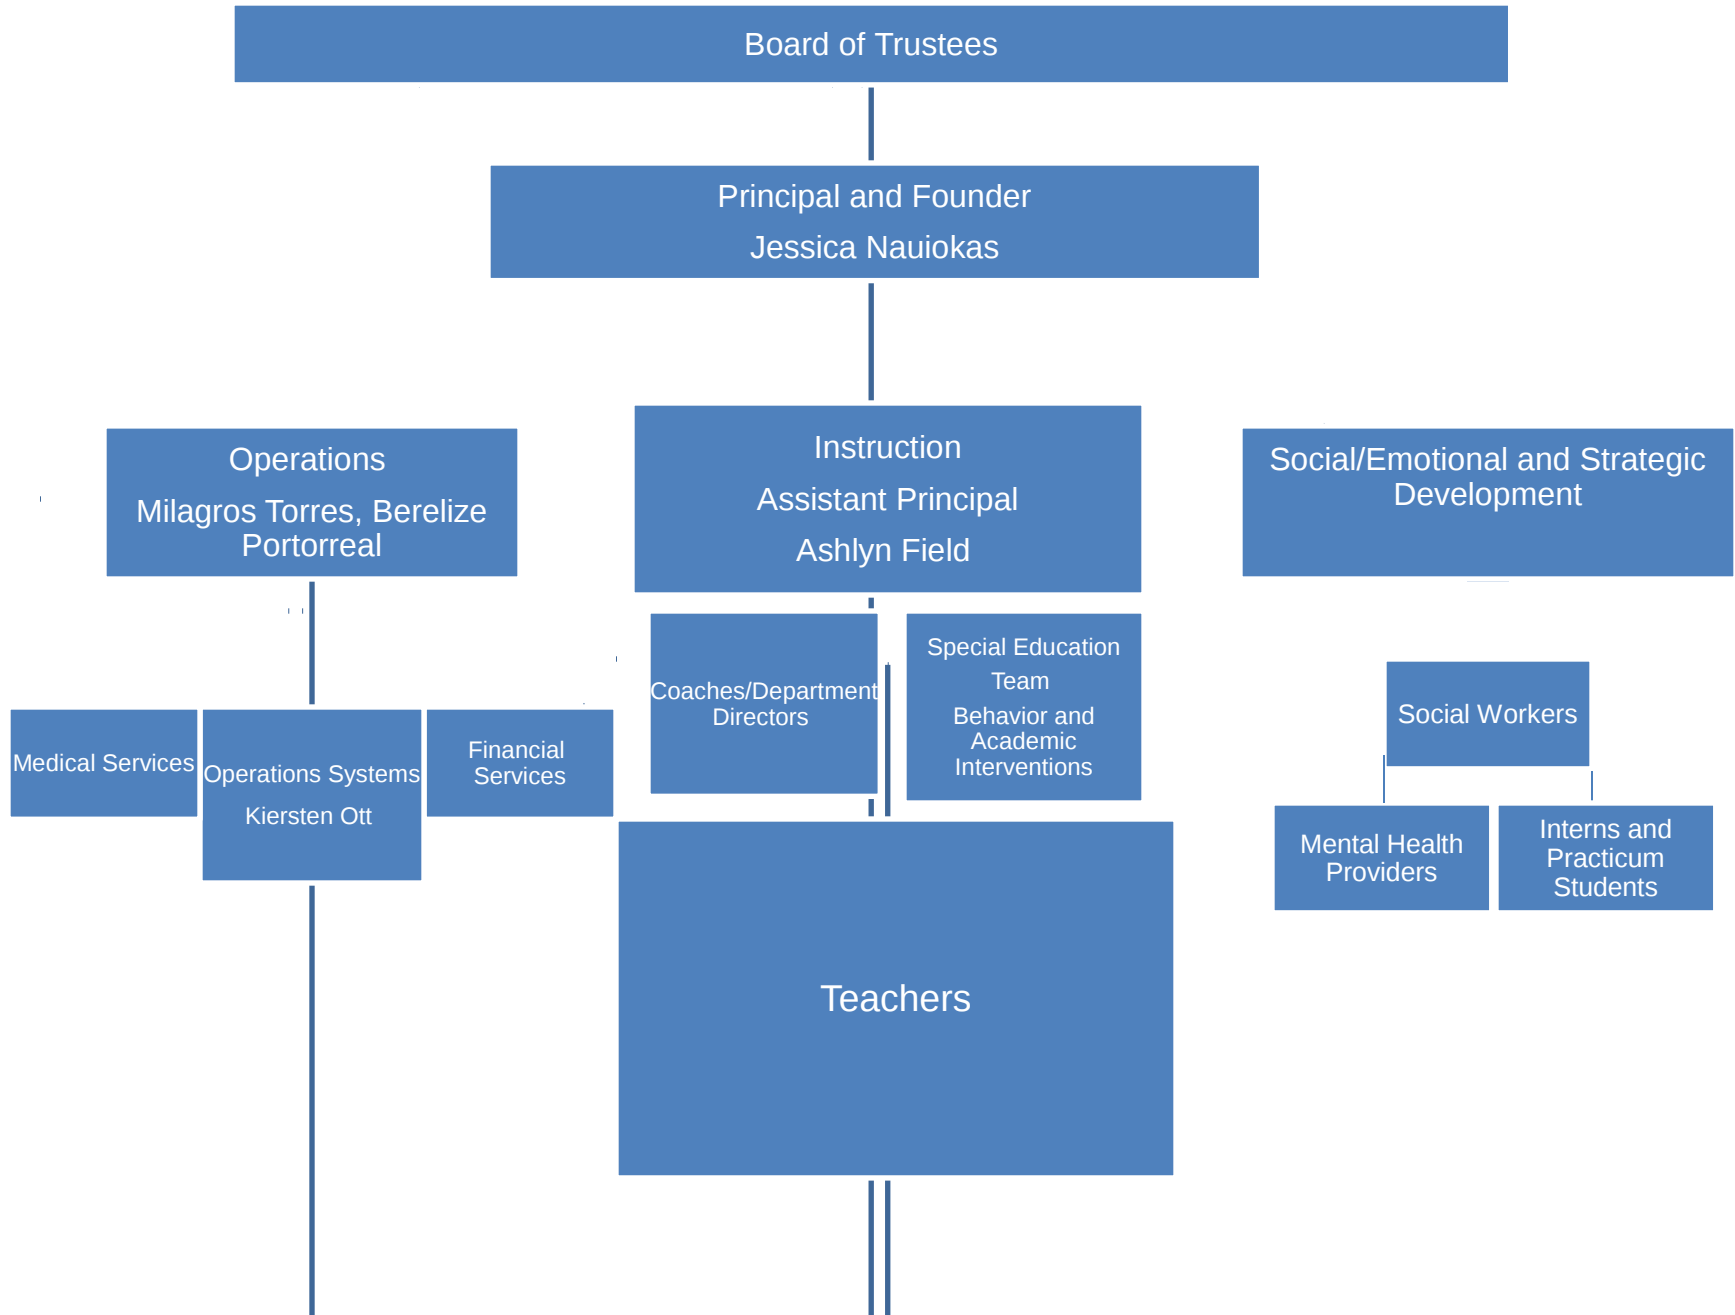 Board of Trustees
Principal and Founder
Jessica Nauiokas
Operations
Milagros Torres, Berelize
Portorreal
Instruction
Assistant Principal
Ashlyn Field
Social/Emotional and Strategic
Development
Medical Services
Operations Systems
Kiersten Ott
Financial
Services
Coaches/Department
Directors
Special Education
Team
Behavior and
Academic
Interventions
Social Workers
Mental Health
Providers
Interns and
Practicum
Students
Teachers